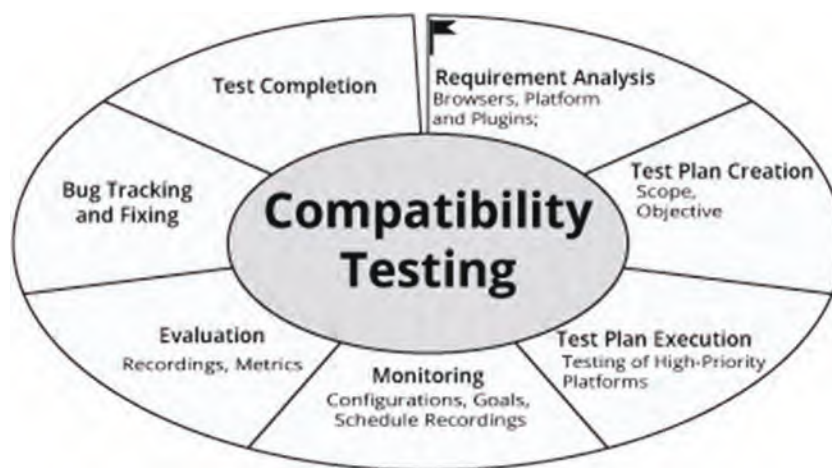 Compatibility
Testing
Requirement Analysis
Browsers, Platform
and Plugins;
Test Plan Creation
Scope,
Objective
Test Plan Execution
Testing of High-Priority
Platforms
Monitoring
Configurations, Goals,
Schedule Recordings
Evaluation
Recordings, Metrics
Bug Tracking
and Fixing
Test Completion